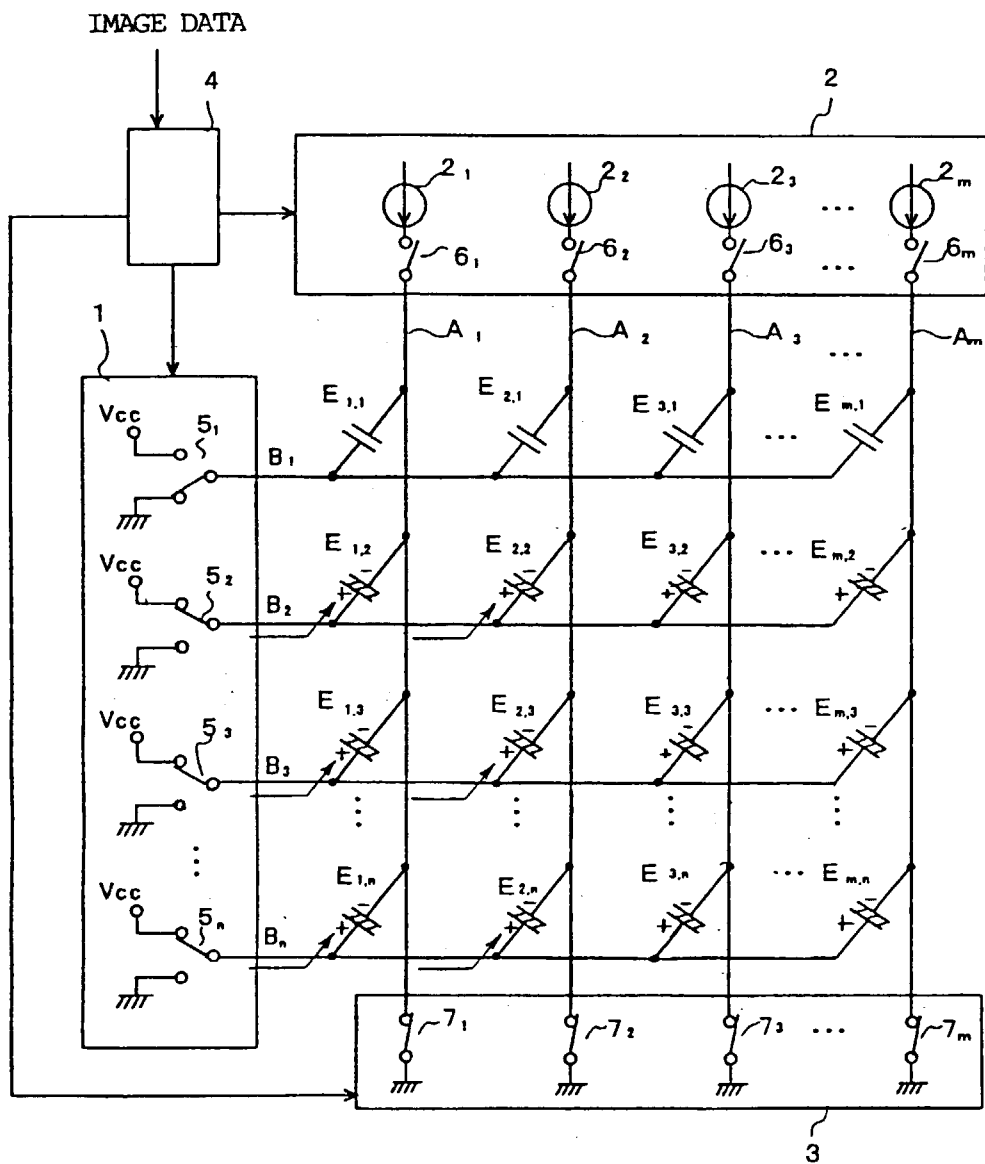 IMAGE DATA
4
2
2₁ 2₂ 2₃ ... 2m
6₁ 6₂ 6₃ ... 6m
1
A₁ A₂ A₃ ... Am
Vcc 5₁ B₁ E1,1 E2,1 E3,1 ... Em,1
Vcc 5₂ B₂ E1,2 E2,2 E3,2 ... Em,2
+ - + - + - + -
Vcc 5₃ B₃ E1,3 E2,3 E3,3 ... Em,3
+ - + - + - + -
Vcc 5n Bn E1,n E2,n E3,n ... Em,n
+ - + - + - + -
7₁ 7₂ 7₃ ... 7m
3